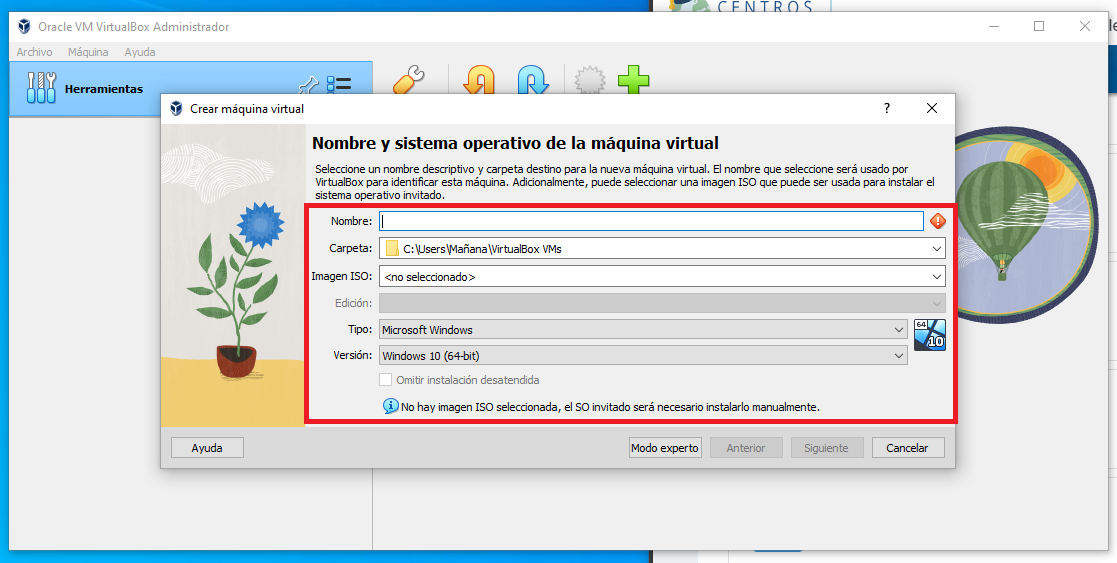 CENTROS
Oracle VM VirtualBox Administrador
Archivo Máquina Ayuda
Herramientas
Crear máquina virtual
?
Nombre y sistema operativo de la máquina virtual
Seleccione un nombre descriptivo y carpeta destino para la nueva máquina virtual. El nombre que seleccione será usado por
VirtualBox para identificar esta máquina. Adicionalmente, puede seleccionar una imagen ISO que puede ser usada para instalar el
sistema operativo invitado.
Nombre:
Carpeta: C:\Users\Mañana\VirtualBox VMs
Imagen ISO: <no seleccionado>
Edición:
Tipo: Microsoft Windows
64
10
Versión: Windows 10 (64-bit)
Omitir instalación desatendida
No hay imagen ISO seleccionada, el SO invitado será necesario instalarlo manualmente.
Ayuda Modo experto Anterior Siguiente Cancelar